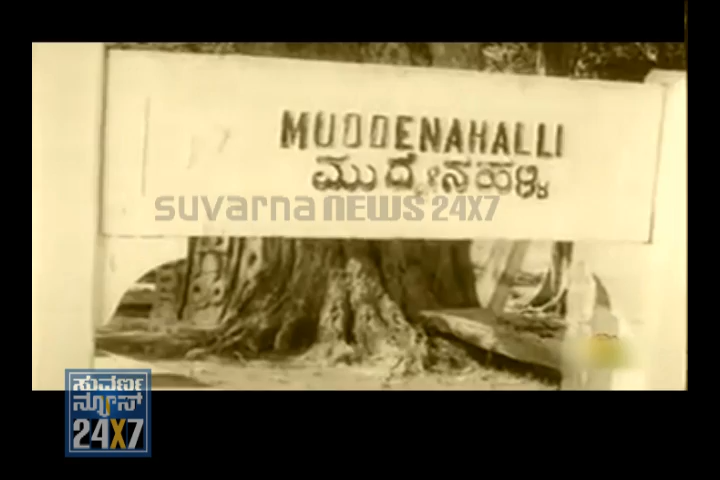 MUDDENAHALLI
ಮುದ್ದೇನಹಳ್ಳಿ
suvarna NEWS 24X7
ಸುವರ್ಣ
ನ್ಯೂಸ್
24X7